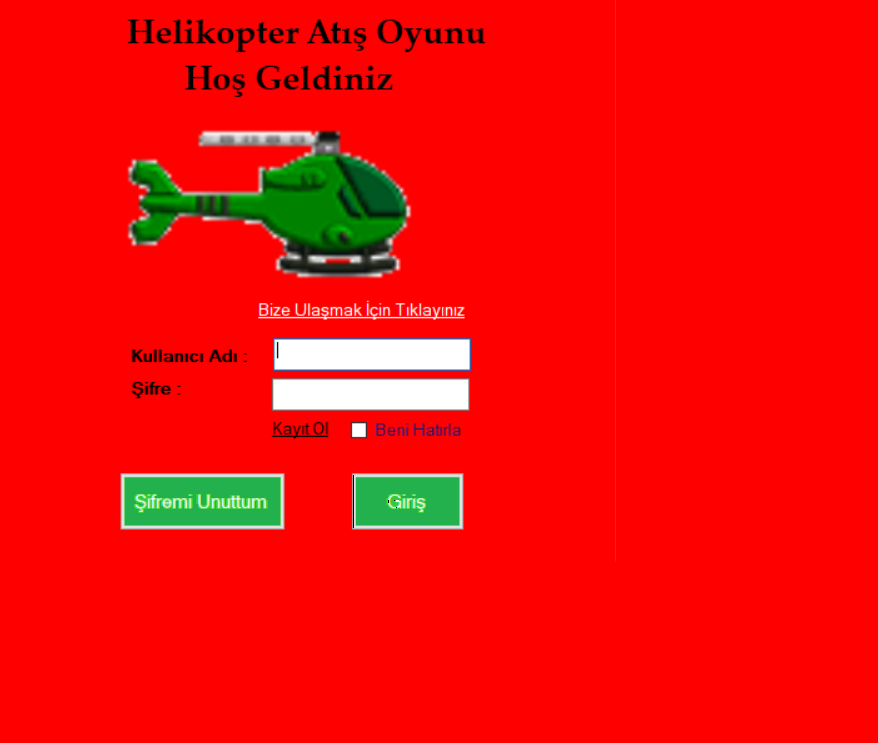 Helikopter Atış Oyunu
Hoş Geldiniz
Bize Ulaşmak İçin Tıklayınız
Kullanıcı Adı :
Şifre :
Kayıt Ol Beni Hatırla
Şifremi Unuttum Giriş